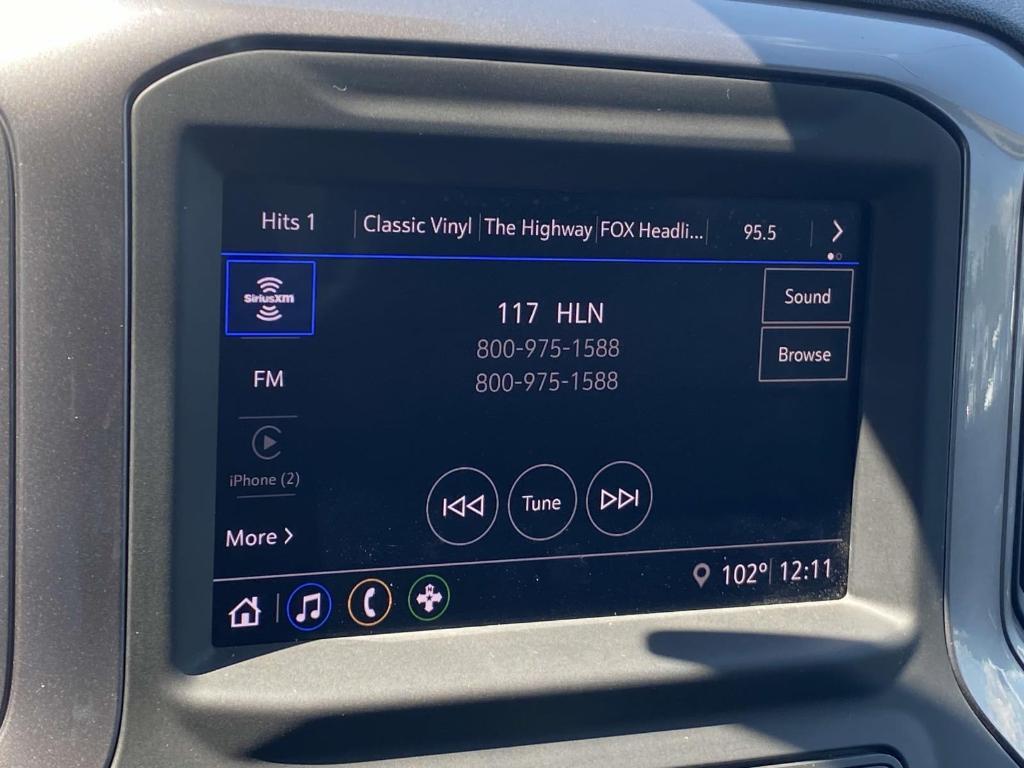 Hits 1
Classic Vinyl
The Highway
FOX Headli...
95.5
SiriusXM
117 HLN
Sound
800-975-1588
Browse
800-975-1588
FM
iPhone (2)
Tune
More
102° 12:11